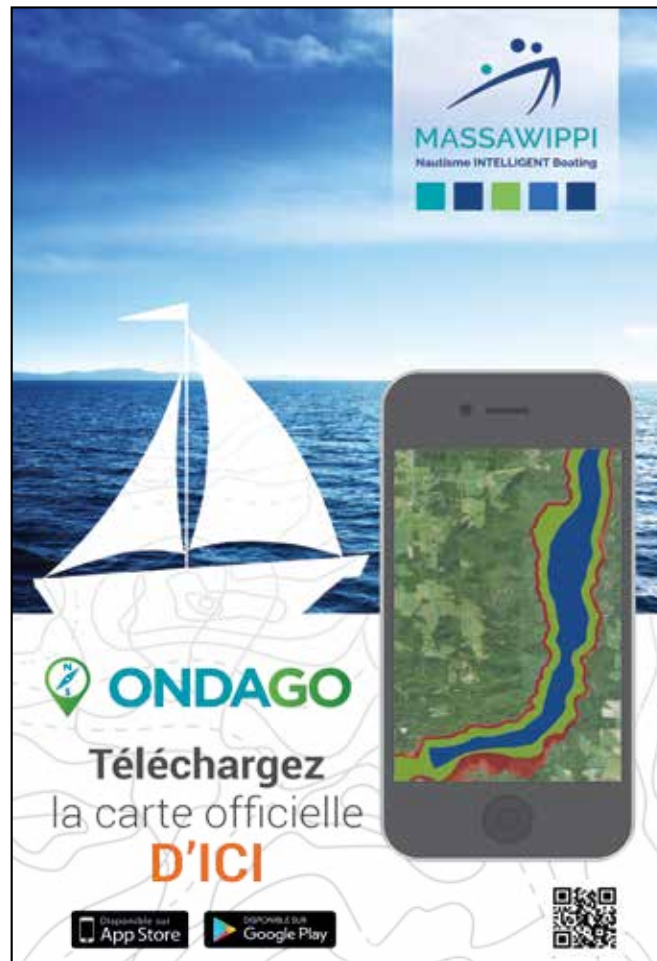 MASSAWIPPI
Nautisme INTELLIGENT Boating
N
S
ONDAGO
Téléchargez
la carte officielle
D'ICI
Disponible sur
App Store
DISPONIBLE SUR
Google Play